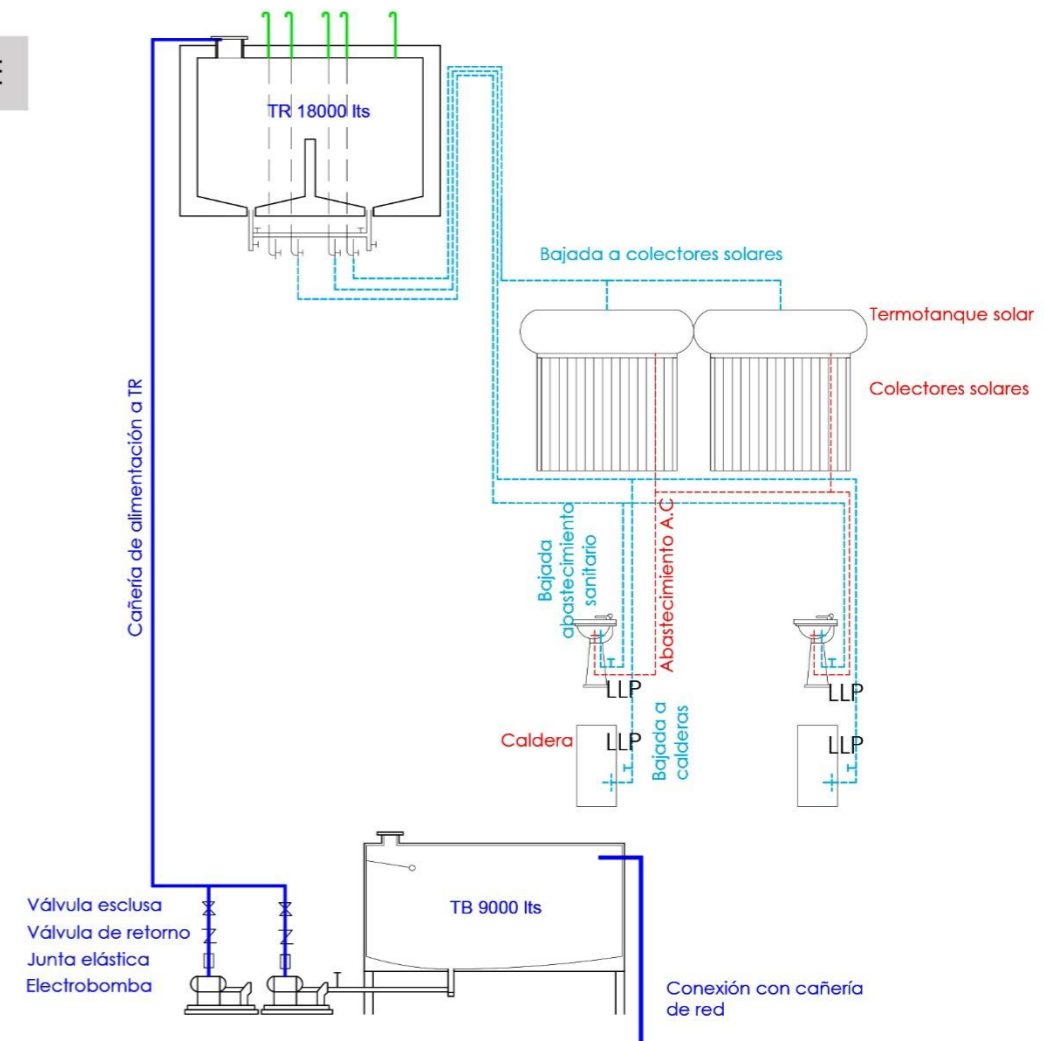 TR 18000 lts
Bajada a colectores solares
Termotanque solar
Colectores solares
Cañería de alimentación a TR
Bajada
abastecimiento
sanitario
Abastecimiento A.C
LLP
LLP
Caldera
LLP
LLP
Bajada a
calderas
Válvula esclusa
Válvula de retorno
Junta elástica
Electrobomba
TB 9000 lts
Conexión con cañería
de red